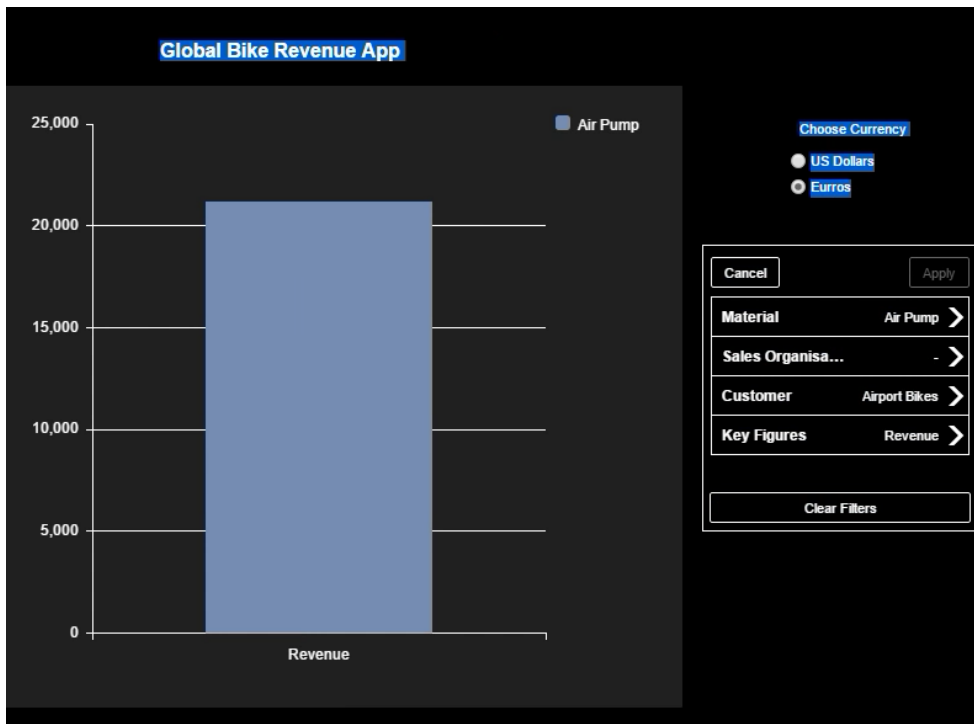 Global Bike Revenue App
25,000
20,000
15,000
10,000
5,000
0
Revenue
Air Pump
Choose Currency
US Dollars
Eurros
Cancel Apply
Material Air Pump
Sales Organisa... -
Customer Airport Bikes
Key Figures Revenue
Clear Filters